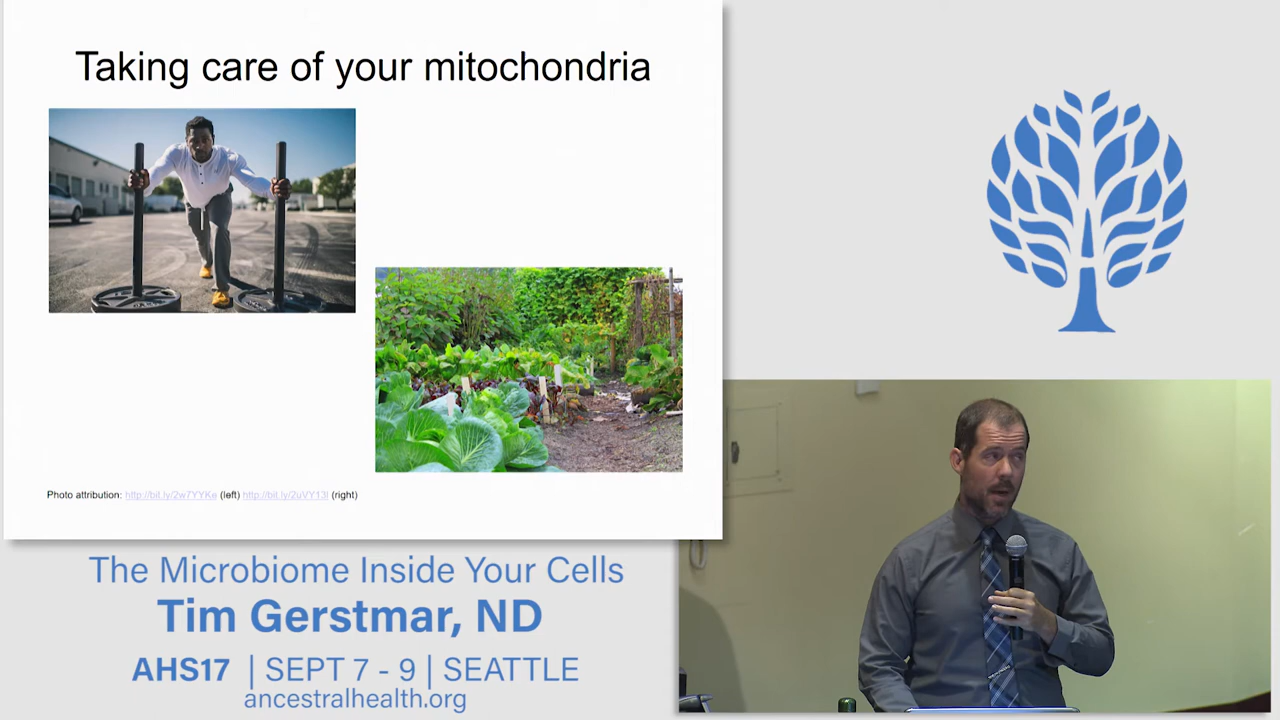 Taking care of your mitochondria
Photo attribution: http://bit.ly/2w7YYKe (left) http://bit.ly/2uVY13l (right)
The Microbiome Inside Your Cells
Tim Gerstmar, ND
AHS17 | SEPT 7 - 9 | SEATTLE
ancestralhealth.org